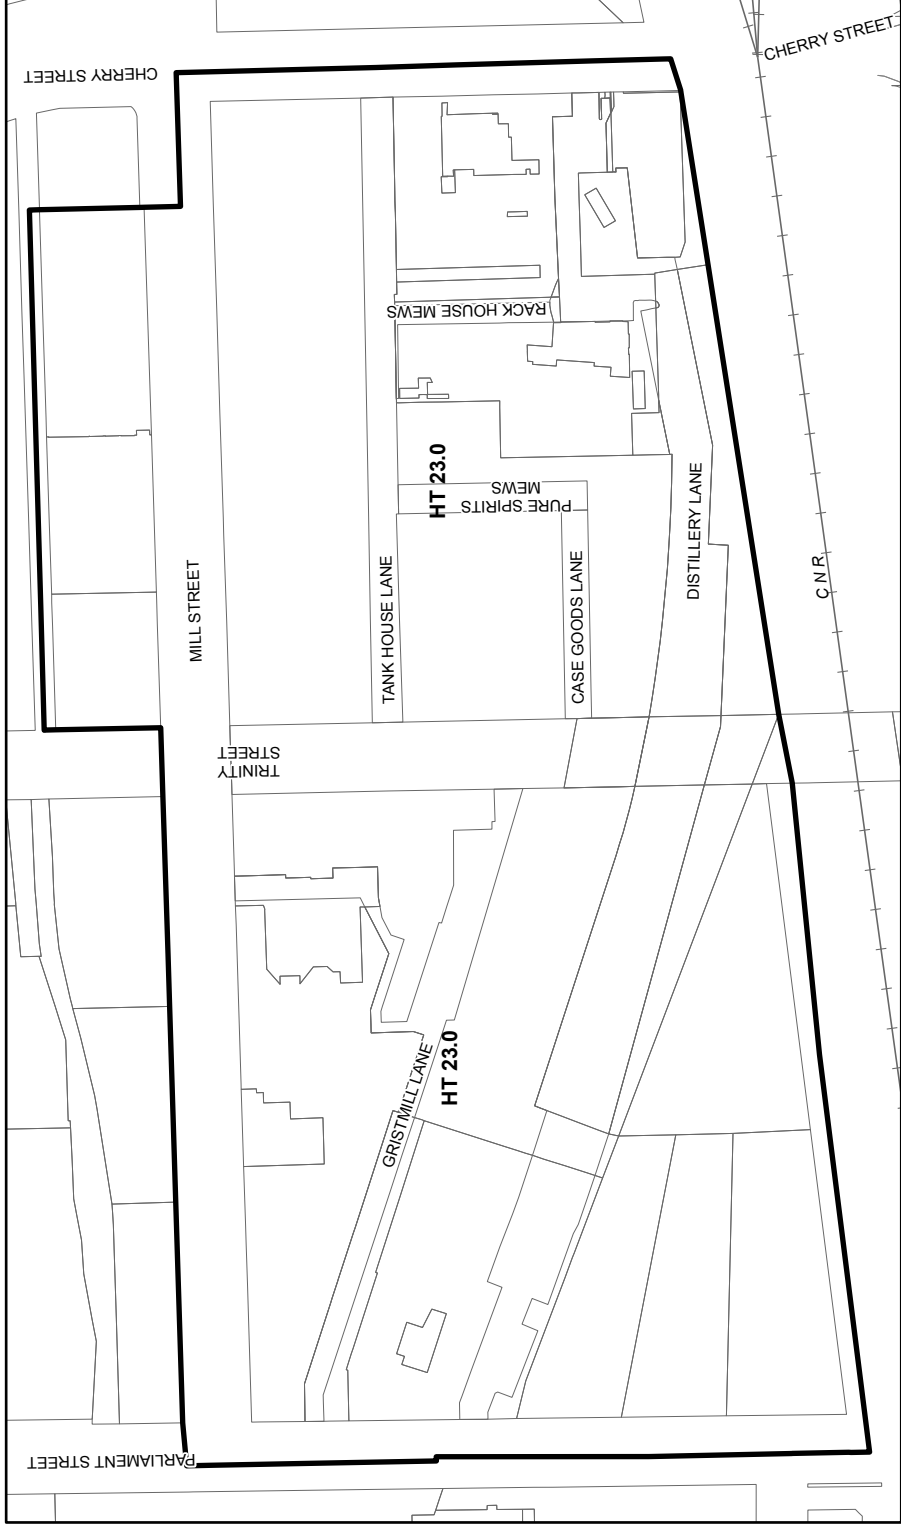 CHERRY STREET
CHERRY STREET
RACK HOUSE MEWS
HT 23.0
PURE SPIRITS
MEWS
MILL STREET
TANK HOUSE LANE
CASE GOODS LANE
DISTILLERY LANE
C N R
TRINITY
STREET
GRISTMILL LANE
HT 23.0
PARLIAMENT STREET